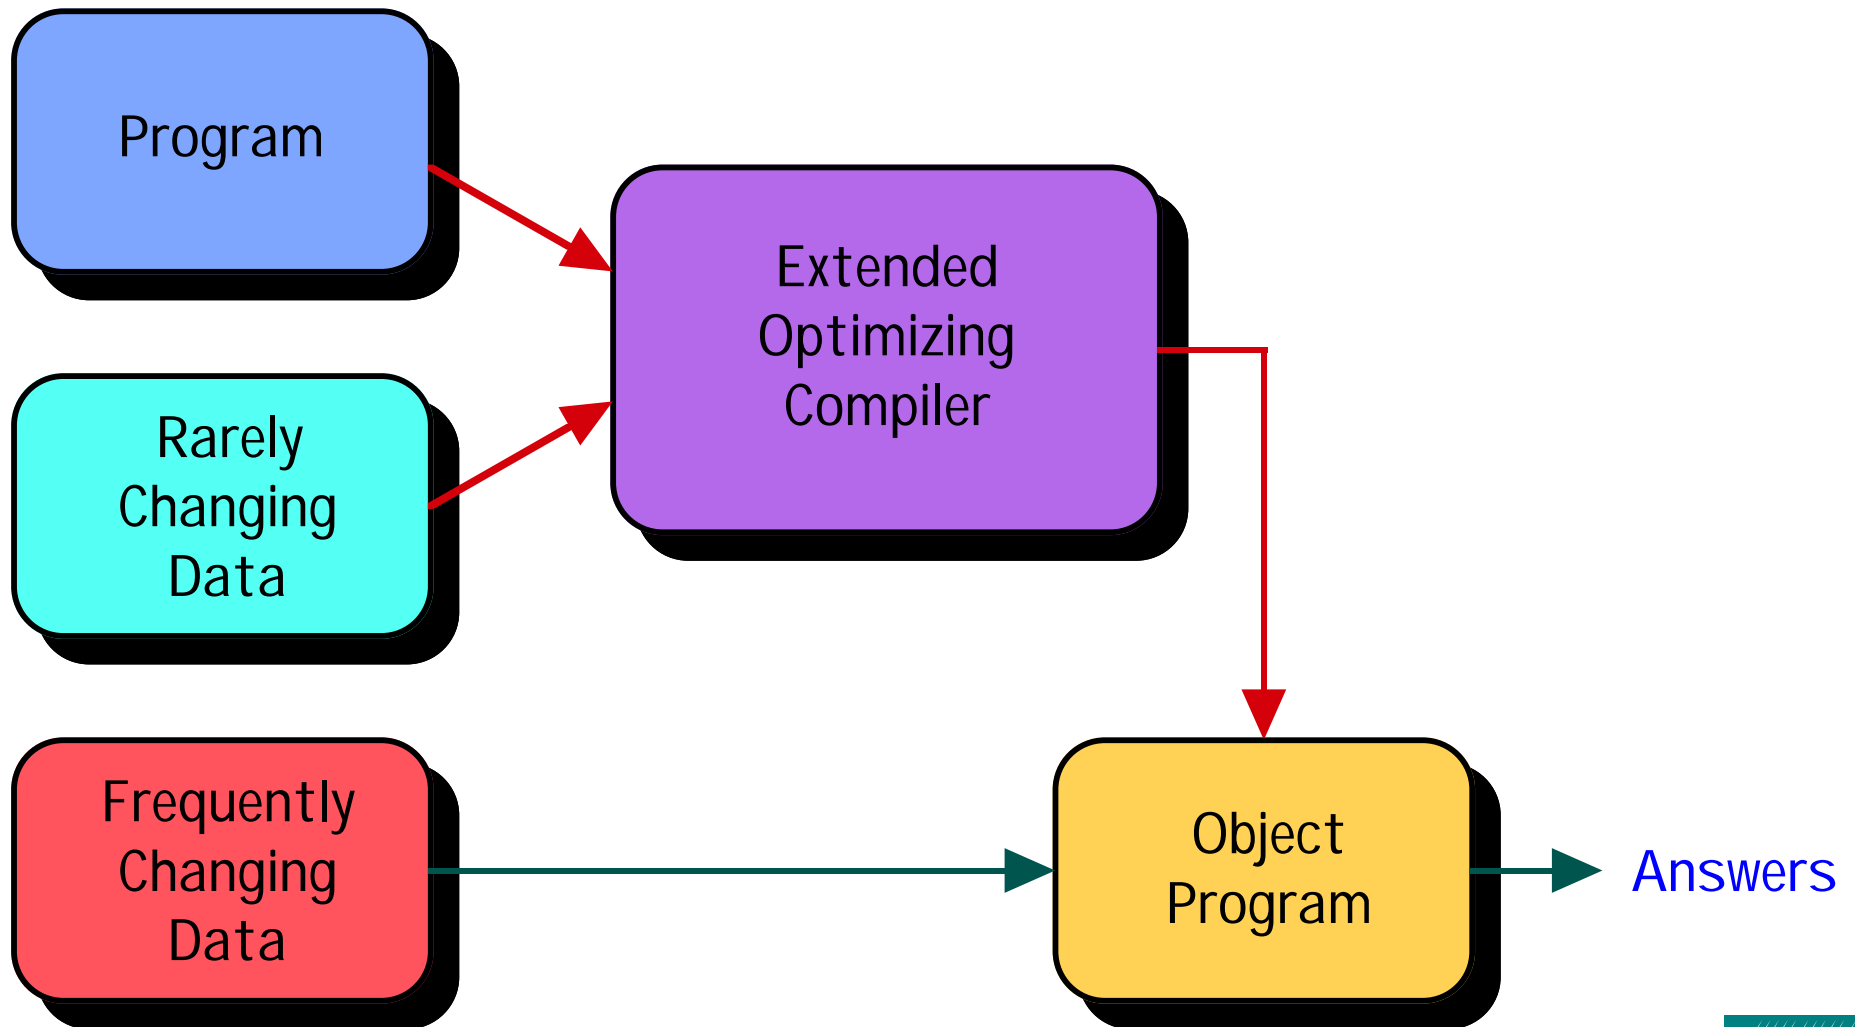 Program
Extended
Optimizing
Compiler
Rarely
Changing
Data
Frequently
Changing
Data
Object
Program
Answers